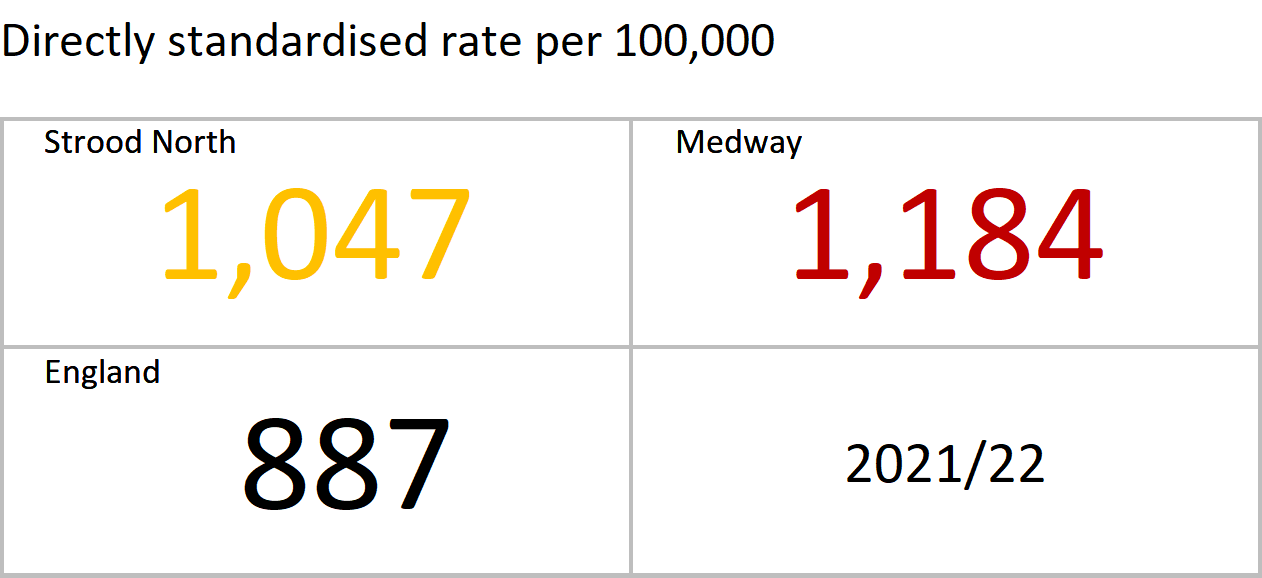 Directly standardised rate per 100,000
Strood North
1,047
Medway
1,184
England
887
2021/22